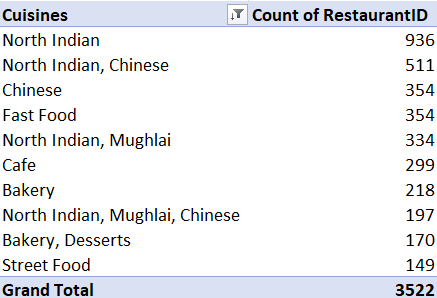 Cuisines Count of RestaurantID
North Indian 936
North Indian, Chinese 511
Chinese 354
Fast Food 354
North Indian, Mughlai 334
Cafe 299
Bakery 218
North Indian, Mughlai, Chinese 197
Bakery, Desserts 170
Street Food 149
Grand Total 3522